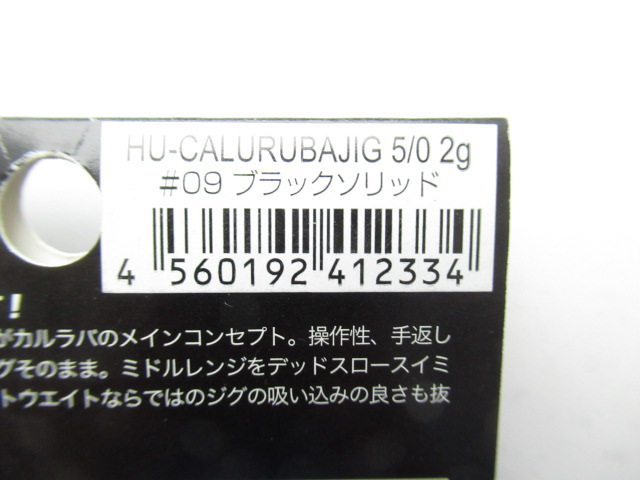 HU-CALURUBAJIG 5/0 2g
#09 ブラックソリッド
4 560192 412334
！
がカルラバのメインコンセプト。操作性、手返し
グそのまま。ミドルレンジをデッドスロースイミ
トウエイトならではのジグの吸い込みの良さも抜